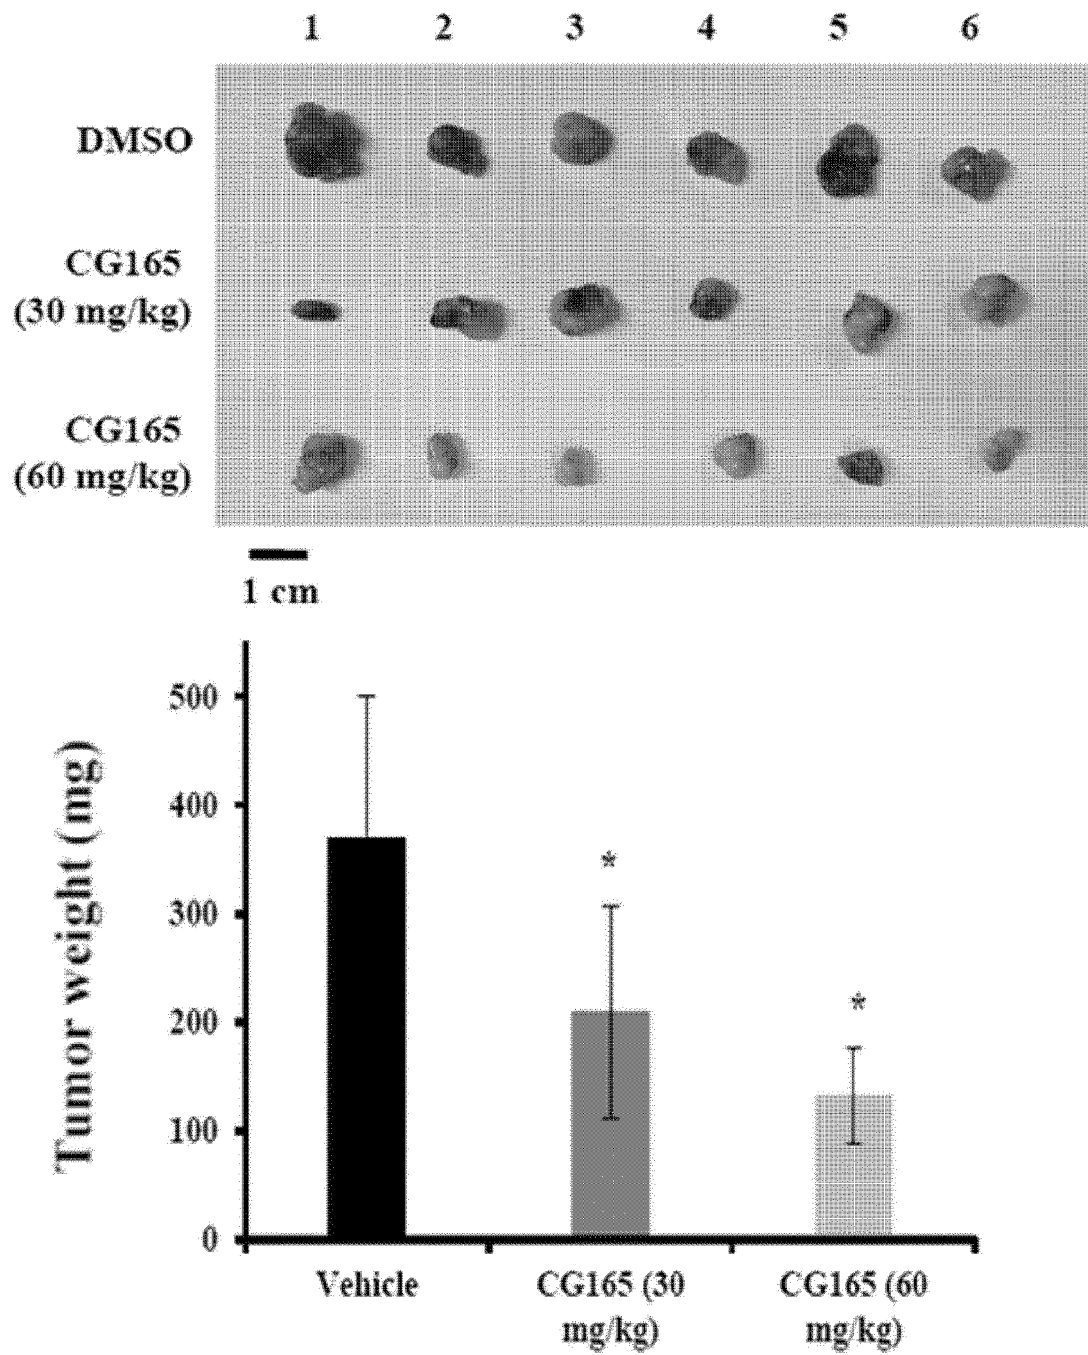 1 2 3 4 5 6
DMSO
CG165
(30 mg/kg)
CG165
(60 mg/kg)
1 cm
Tumor weight (mg)
500
400
300
200
100
0
*
*
Vehicle
CG165 (30
mg/kg)
CG165 (60
mg/kg)